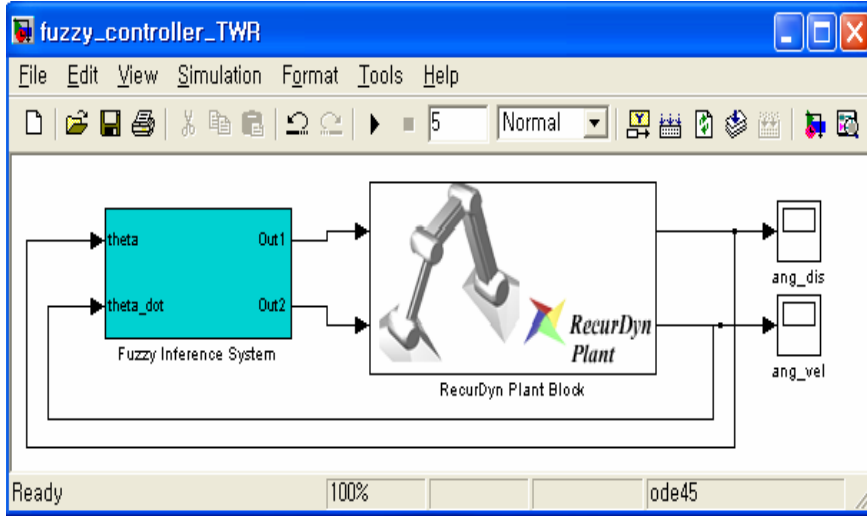 fuzzy_controller_TWR
File Edit View Simulation Format Tools Help
5 Normal
theta Out1
theta_dot Out2
Fuzzy Inference System
RecurDyn
Plant
RecurDyn Plant Block
ang_dis
ang_vel
Ready 100% ode45